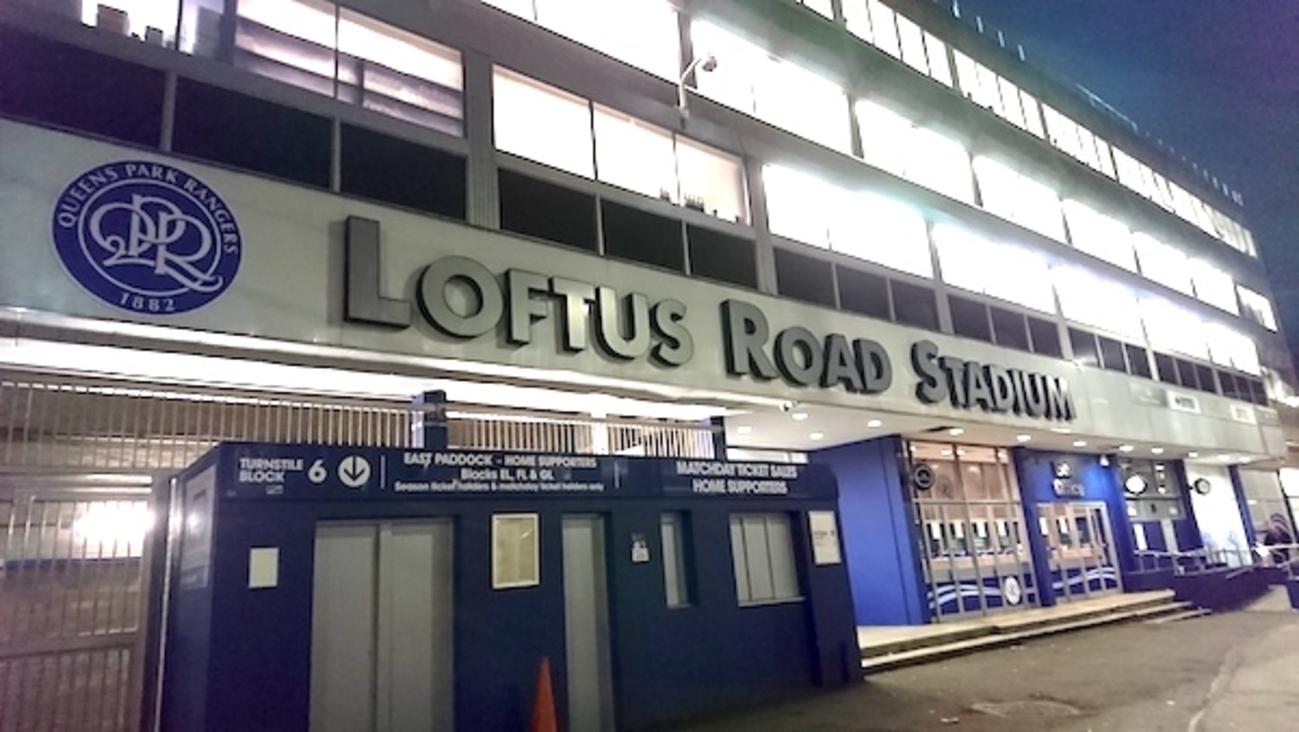 QUEENS PARK RANGERS
QPR
1882
LOFTUS ROAD STADIUM
TURNSTILE
BLOCK 6
EAST PADDOCK - HOME SUPPORTERS
Blocks EL, FL & GL
Season ticket holders & matchday ticket holders only
MATCHDAY TICKET SALES
HOME SUPPORTERS